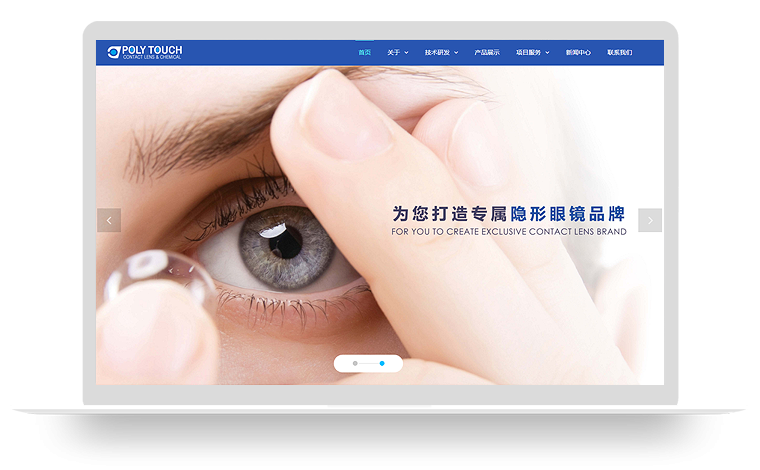 POLY TOUCH
CONTACT LENS & CHEMICAL
首页 关于 技术研发 产品展示 项目服务 新闻中心 联系我们
为您打造专属隐形眼镜品牌
FOR YOU TO CREATE EXCLUSIVE CONTACT LENS BRAND